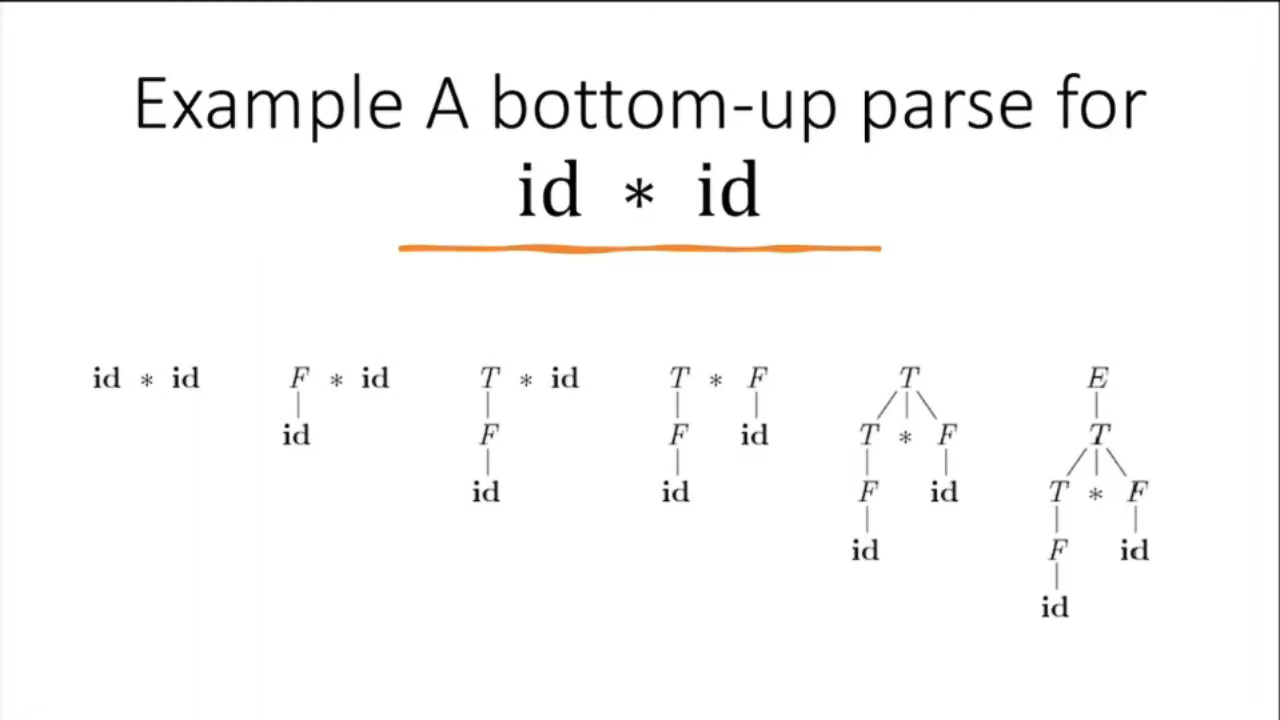 Example A bottom-up parse for
id * id
id * id F * id T * id T * F T E
id F F id T * F T
id id F id T * F
id id F id
id